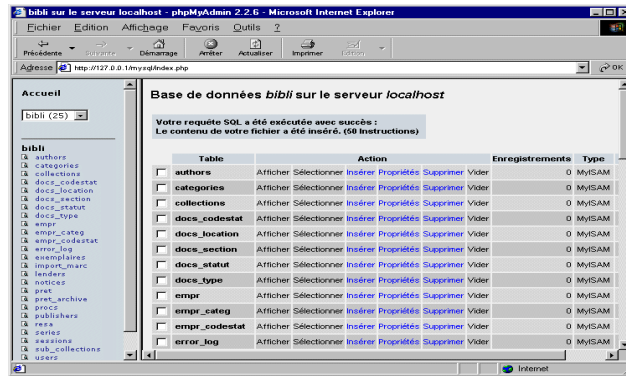 bibli sur le serveur localhost - phpMyAdmin 2.2.6 - Microsoft Internet Explorer
Fichier Edition Affichage Favoris Outils ?
Précédente Suivante Démarrage Arrêter Actualiser Imprimer Edition
Adresse http://127.0.0.1/mysql/index.php OK
Accueil
bibli (25)
bibli
authors
categories
collections
docs_codestat
docs_location
docs_section
docs_statut
docs_type
empr
empr_categ
empr_codestat
error_log
exemplaires
import_marc
lenders
notices
pret
pret_archive
procs
publishers
resa
series
sessions
sub_collections
users
Base de données bibli sur le serveur localhost
Votre requête SQL a été exécutée avec succès :
Le contenu de votre fichier a été inséré. (50 Instructions)
Table Action Enregistrements Type
authors Afficher Sélectionner Insérer Propriétés Supprimer Vider 0 MyISAM
categories Afficher Sélectionner Insérer Propriétés Supprimer Vider 0 MyISAM
collections Afficher Sélectionner Insérer Propriétés Supprimer Vider 0 MyISAM
docs_codestat Afficher Sélectionner Insérer Propriétés Supprimer Vider 0 MyISAM
docs_location Afficher Sélectionner Insérer Propriétés Supprimer Vider 0 MyISAM
docs_section Afficher Sélectionner Insérer Propriétés Supprimer Vider 0 MyISAM
docs_statut Afficher Sélectionner Insérer Propriétés Supprimer Vider 0 MyISAM
docs_type Afficher Sélectionner Insérer Propriétés Supprimer Vider 0 MyISAM
empr Afficher Sélectionner Insérer Propriétés Supprimer Vider 0 MyISAM
empr_categ Afficher Sélectionner Insérer Propriétés Supprimer Vider 0 MyISAM
empr_codestat Afficher Sélectionner Insérer Propriétés Supprimer Vider 0 MyISAM
error_log Afficher Sélectionner Insérer Propriétés Supprimer Vider 0 MyISAM
Internet